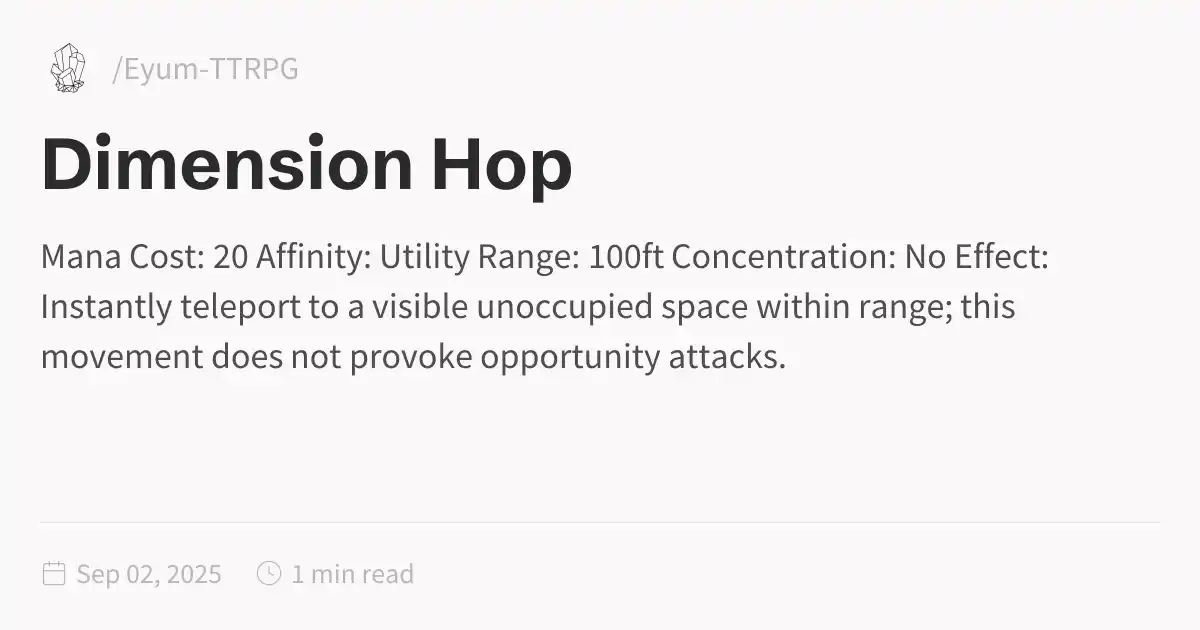 /Eyum-TTRPG
Dimension Hop
Mana Cost: 20 Affinity: Utility Range: 100ft Concentration: No Effect:
Instantly teleport to a visible unoccupied space within range; this
movement does not provoke opportunity attacks.
Sep 02, 2025 1 min read